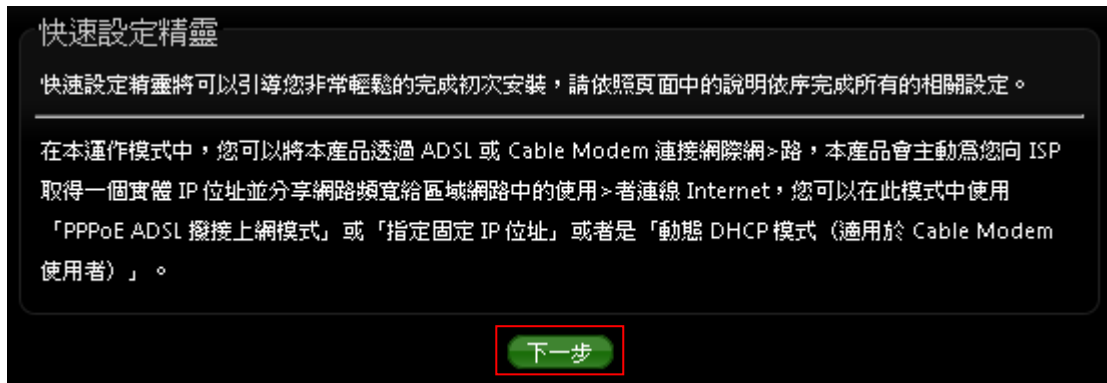 快速設定精靈
快速設定精靈將可以引導您非常輕鬆的完成初次安裝，請依照頁面中的說明依序完成所有的相關設定。
在本運作模式中，您可以將本產品透過 ADSL 或 Cable Modem 連接網際網>路，本產品會主動為您向 ISP
取得一個實體 IP 位址並分享網路頻寬給區域網路中的使用>者連線 Internet，您可以在此模式中使用
「PPPoE ADSL 撥接上網模式」或「指定固定 IP 位址」或者是「動態 DHCP 模式（適用於 Cable Modem
使用者）」。
下一步